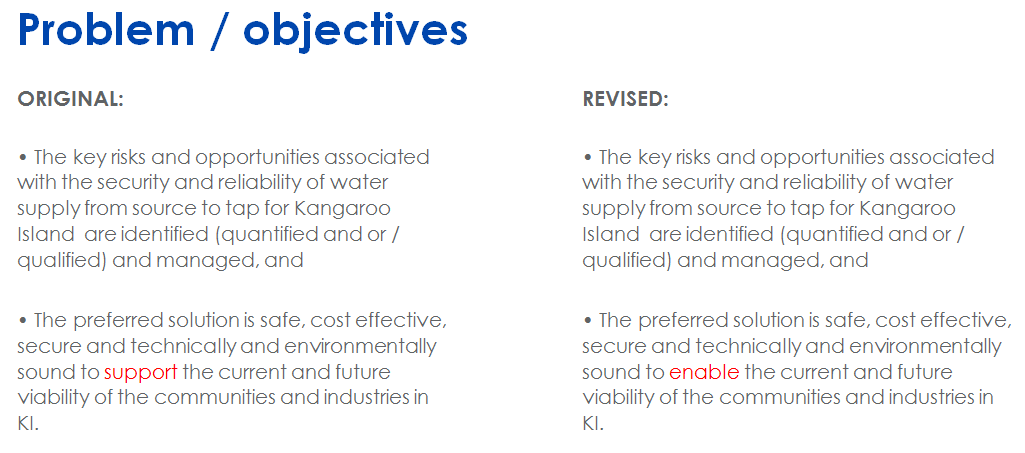 Problem / objectives
ORIGINAL:
• The key risks and opportunities associated
with the security and reliability of water
supply from source to tap for Kangaroo
Island  are identified (quantified and or /
qualified) and managed, and
• The preferred solution is safe, cost effective,
secure and technically and environmentally
sound to support the current and future
viability of the communities and industries in
KI.
REVISED:
• The key risks and opportunities associated
with the security and reliability of water
supply from source to tap for Kangaroo
Island  are identified (quantified and or /
qualified) and managed, and
• The preferred solution is safe, cost effective,
secure and technically and environmentally
sound to enable the current and future
viability of the communities and industries in
KI.